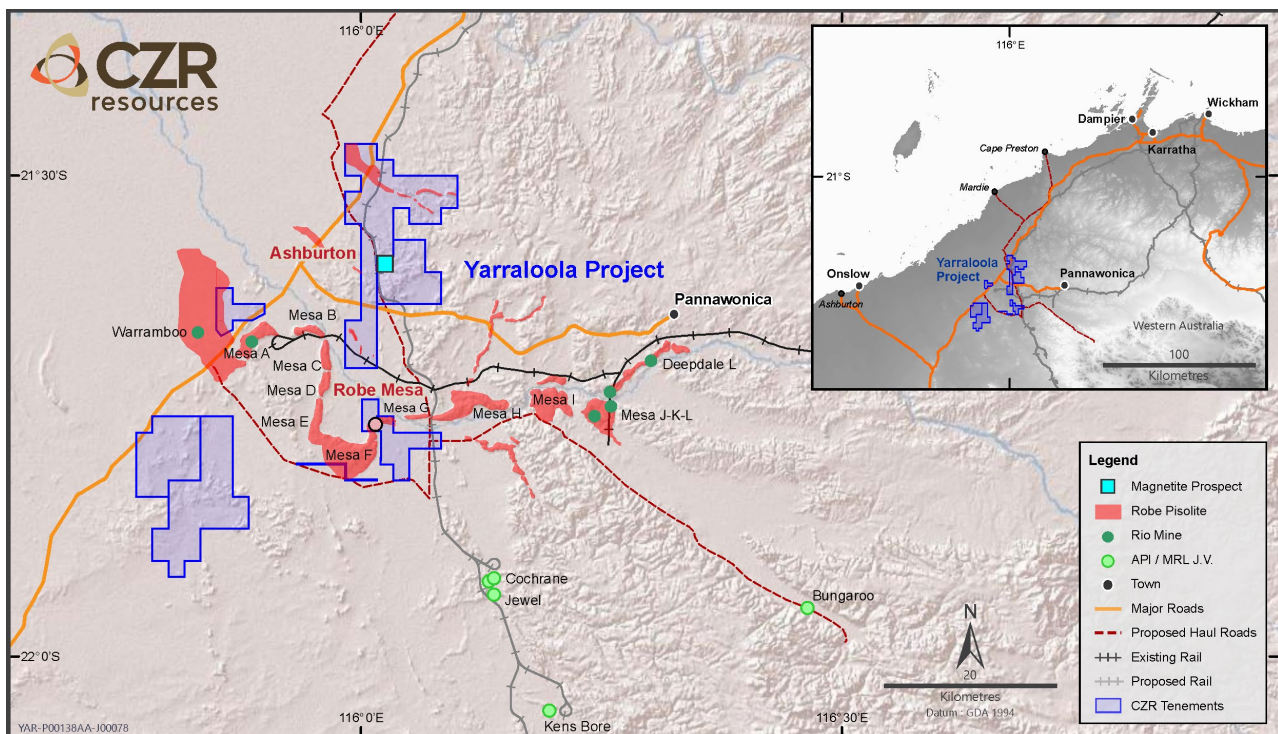 CZR
resources
116°0'E
21°30'S
Ashburton
Yarraloola Project
Pannawonica
Warramboo
Mesa A
Mesa B
Mesa C
Mesa D
Mesa E
Mesa F
Robe Mesa
Mesa G
Mesa H
Mesa I
Mesa J-K-L
Deepdale L
Cochrane
Jewel
Bungaroo
Kens Bore
22°0'S
116°0'E
116°30'E
YAR-P00138AA-J00078
N
20
Kilometres
Datum : GDA 1994
116°E
21°S
Dampier
Wickham
Karratha
Cape Preston
Mardie
Yarraloola
Project
Onslow
Ashburton
Pannawonica
Western Australia
100
Kilometres
Legend
Magnetite Prospect
Robe Pisolite
Rio Mine
API / MRL J.V.
Town
Major Roads
Proposed Haul Roads
Existing Rail
Proposed Rail
CZR Tenements